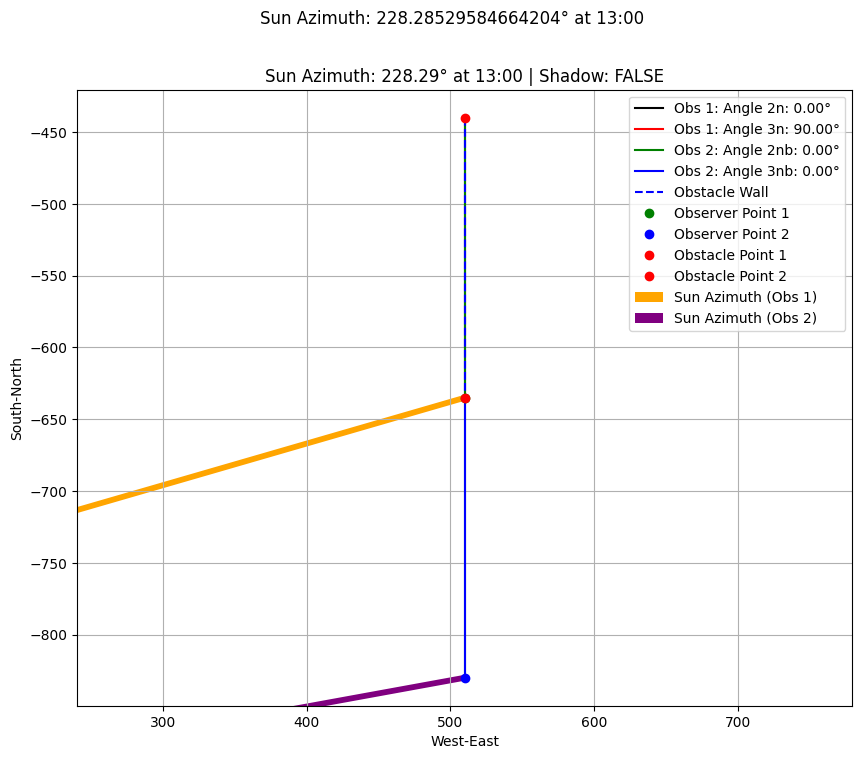 Sun Azimuth: 228.28529584664204° at 13:00
Sun Azimuth: 228.29° at 13:00 | Shadow: FALSE
Obs 1: Angle 2n: 0.00°
Obs 1: Angle 3n: 90.00°
Obs 2: Angle 2nb: 0.00°
Obs 2: Angle 3nb: 0.00°
Obstacle Wall
Observer Point 1
Observer Point 2
Obstacle Point 1
Obstacle Point 2
Sun Azimuth (Obs 1)
Sun Azimuth (Obs 2)
South-North
−450
−500
−550
−600
−650
−700
−750
−800
300
400
500
600
700
West-East